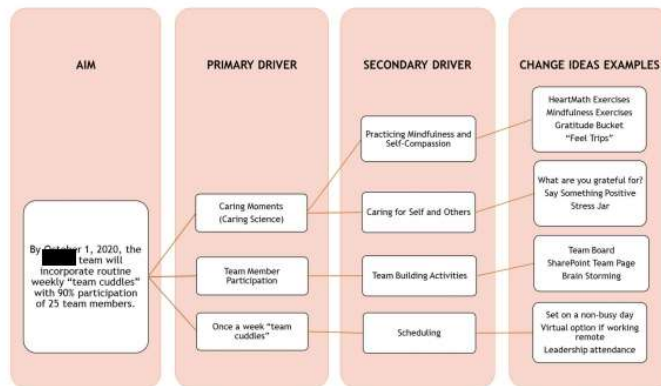 AIM
PRIMARY DRIVER
SECONDARY DRIVER
CHANGE IDEAS EXAMPLES
By October 1, 2020, the
team will
incorporate routine
weekly “team cuddles”
with 90% participation
of 25 team members.
Caring Moments
(Caring Science)
Team Member
Participation
Once a week “team
cuddles”
Practicing Mindfulness and
Self-Compassion
Caring for Self and Others
Team Building Activities
Scheduling
HeartMath Exercises
Mindfulness Exercises
Gratitude Bucket
“Feel Trips”
What are you grateful for?
Say Something Positive
Stress Jar
Team Board
SharePoint Team Page
Brain Storming
Set on a non-busy day
Virtual option if working
remote
Leadership attendance